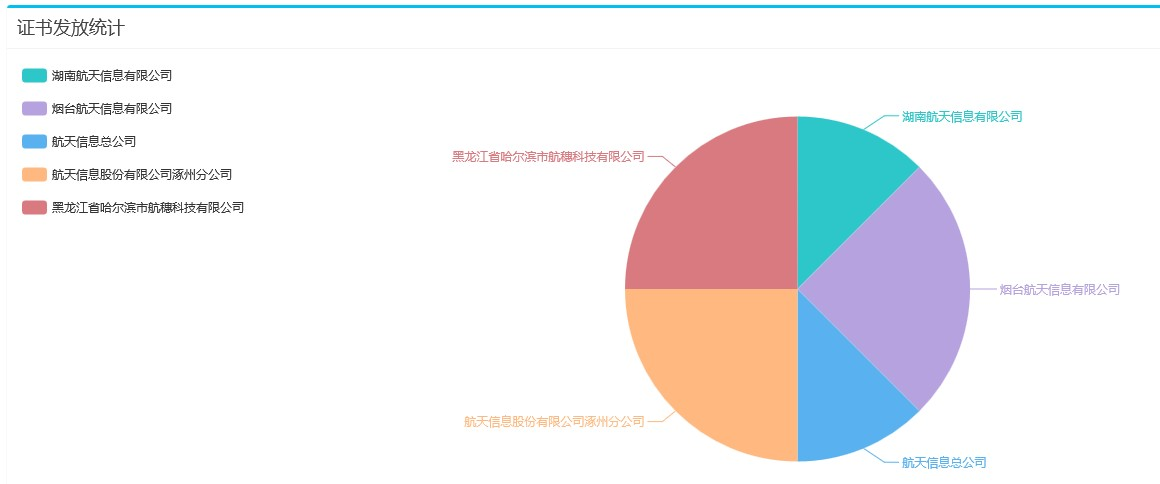 证书发放统计
湖南航天信息有限公司
烟台航天信息有限公司
航天信息总公司
航天信息股份有限公司涿州分公司
黑龙江省哈尔滨市航穗科技有限公司
湖南航天信息有限公司
黑龙江省哈尔滨市航穗科技有限公司
烟台航天信息有限公司
航天信息股份有限公司涿州分公司
航天信息总公司